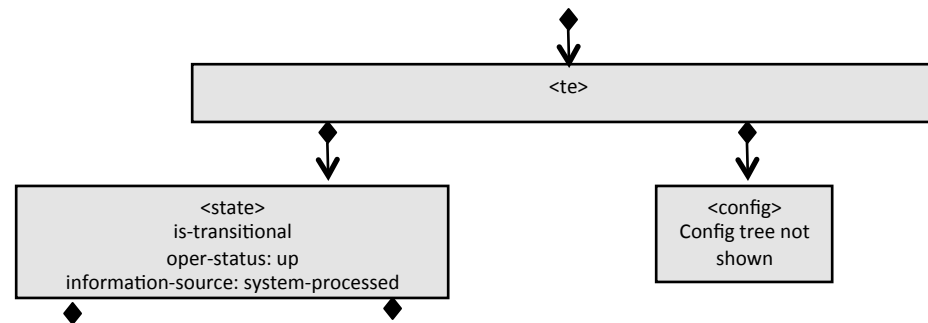 <te>
<state>
is-transitional
oper-status: up
information-source: system-processed
<config>
Config tree not
shown